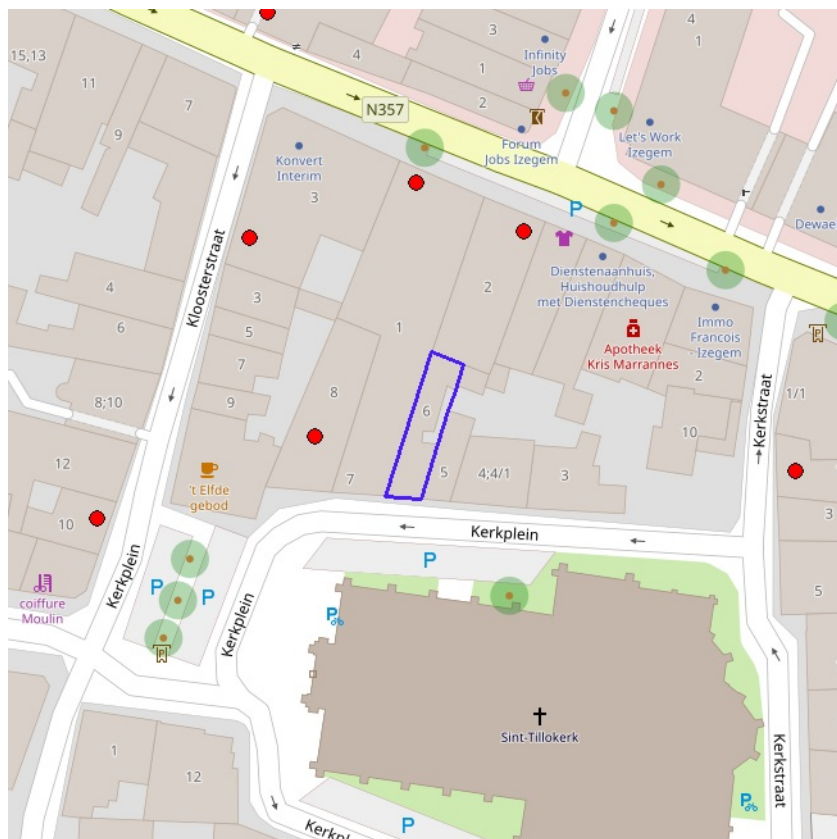 4
3
1
15,13
11
4
Infinity
Jobs
1
7
2
9
N357
Forum
Jobs Izegem
Let's Work
Izegem
Konvert
Interim
3
P
Dewae
Kloosterstraat
4
3
2
Dienstenaanhuis,
Huishoudhulp
met Dienstencheques
6
5
1
Immo
Francois
- Izegem
7
Apotheek
Kris Marrannes
2
8;10
9
8
6
1/1
Kerkstraat
10
12
't Elfde
gebod
7
5
4;4/1
3
10
3
Kerkplein
Kerkplein
P
P
P
5
coiffure
Moulin
Kerkplein
P
P
Sint-Tillokerk
1
12
Kerkstraat
P
Kerkpl
P